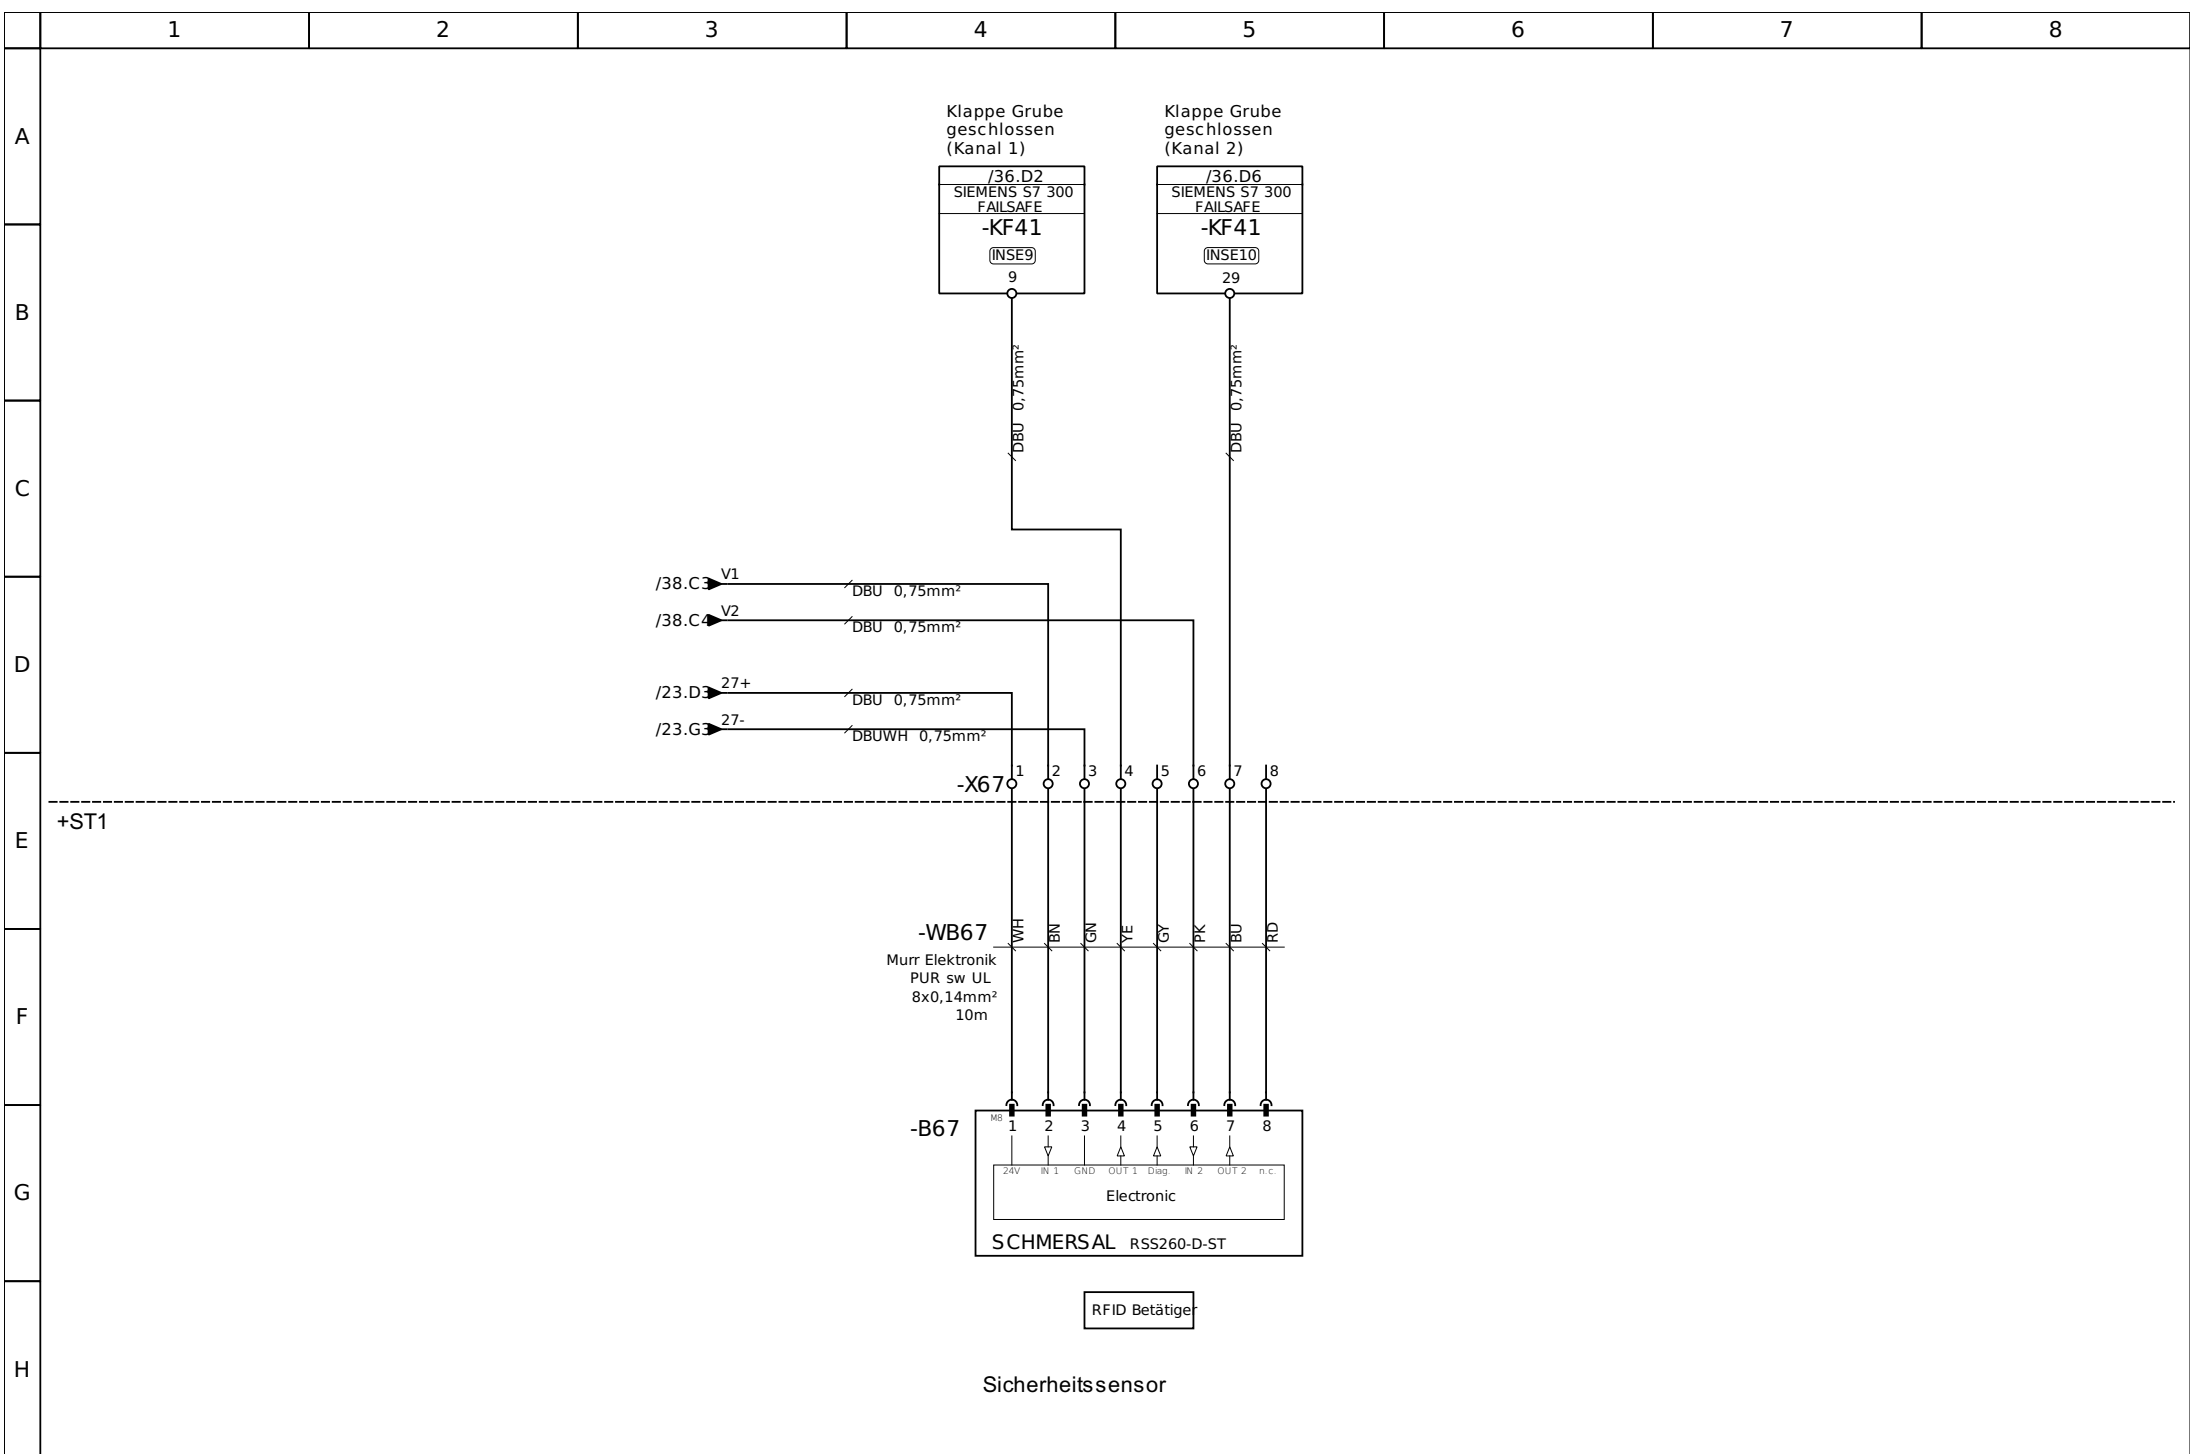 1 2 3 4 5 6 7 8
A
Klappe Grube
geschlossen
(Kanal 1)
Klappe Grube
geschlossen
(Kanal 2)
/36.D2
SIEMENS S7 300
FAILSAFE
-KF41
INSE9
9
/36.D6
SIEMENS S7 300
FAILSAFE
-KF41
INSE10
29
B
DBU 0,75mm²
DBU 0,75mm²
C
/38.C3 V1
DBU 0,75mm²
/38.C4 V2
DBU 0,75mm²
D
/23.D3 27+
DBU 0,75mm²
/23.G3 27-
DBUWH 0,75mm²
-X67 1 2 3 4 5 6 7 8
+ST1
E
-WB67 WH BN GN YE GY PK BU RD
Murr Elektronik
PUR sw UL
8x0,14mm²
10m
F
-B67
M8 1 2 3 4 5 6 7 8
24V IN 1 GND OUT 1 Diag. IN 2 OUT 2 n.c.
G
Electronic
SCHMERSAL RSS260-D-ST
RFID Betätiger
H
Sicherheitssensor